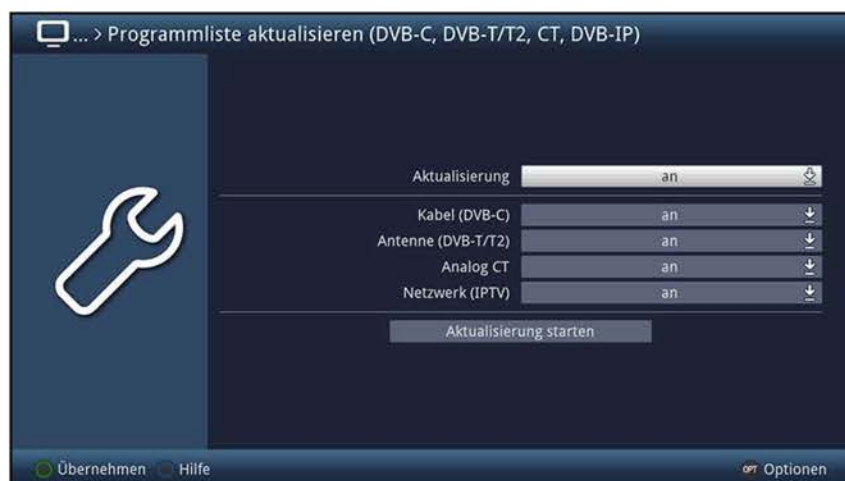 ... > Programmliste aktualisieren (DVB-C, DVB-T/T2, CT, DVB-IP)
Aktualisierung an
Kabel (DVB-C) an
Antenne (DVB-T/T2) an
Analog CT an
Netzwerk (IPTV) an
Aktualisierung starten
Übernehmen Hilfe OPT Optionen